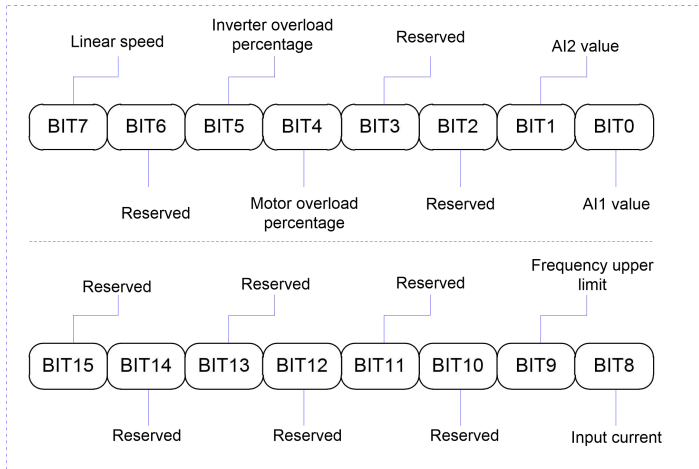 Linear speed
Inverter overload
percentage
Reserved
AI2 value
BIT7 BIT6 BIT5 BIT4 BIT3 BIT2 BIT1 BIT0
Reserved
Motor overload
percentage
Reserved
AI1 value
Reserved
Reserved
Reserved
Frequency upper
limit
BIT15 BIT14 BIT13 BIT12 BIT11 BIT10 BIT9 BIT8
Reserved
Reserved
Reserved
Input current